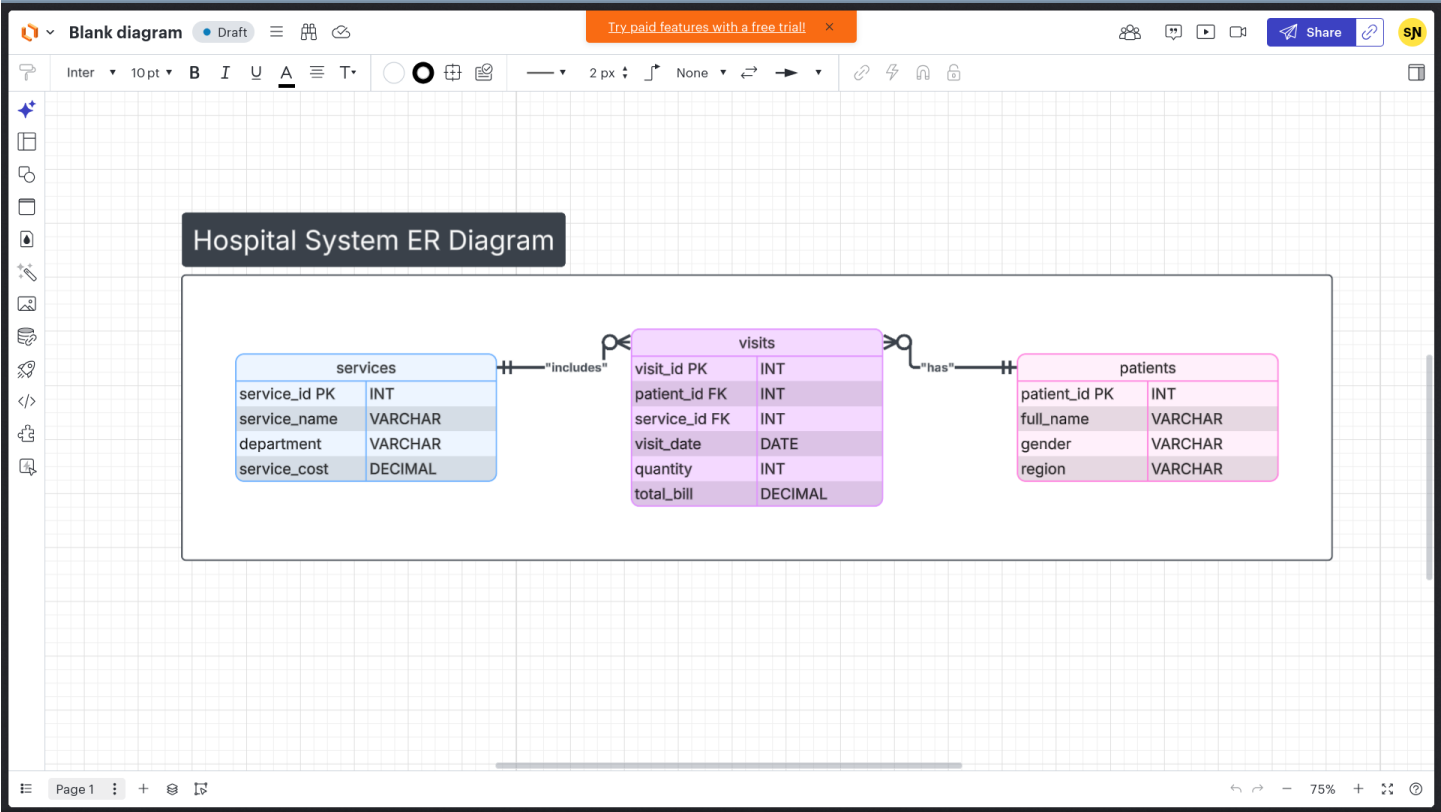 Blank diagram
Draft
Try paid features with a free trial!
Share
SJN
Inter
10 pt
B
I
U
A
T
2 px
None
Hospital System ER Diagram
services
service_id PK INT
service_name VARCHAR
department VARCHAR
service_cost DECIMAL
"includes"
visits
visit_id PK INT
patient_id FK INT
service_id FK INT
visit_date DATE
quantity INT
total_bill DECIMAL
"has"
patients
patient_id PK INT
full_name VARCHAR
gender VARCHAR
region VARCHAR
Page 1
75%